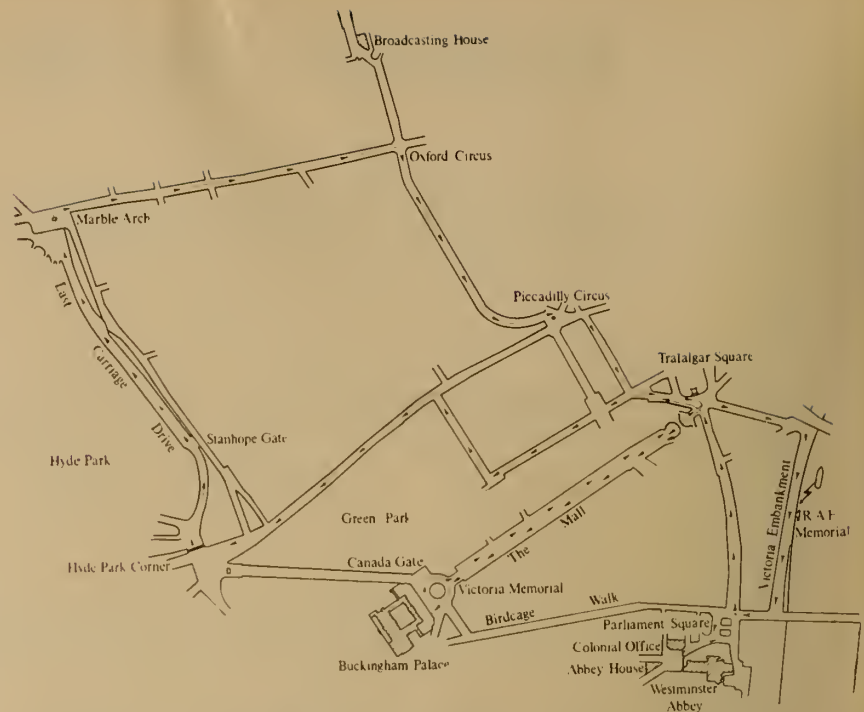 Broadcasting House
Oxford Circus
Marble Arch
East
Carriage
Drive
Piccadilly Circus
Trafalgar Square
Stanhope Gate
Hyde Park
Victoria Embankment
R A F
Memorial
Green Park
The Mall
Hyde Park Corner
Canada Gate
Victoria Memorial
Birdcage Walk
Parliament Square
Colonial Office
Abbey House
Buckingham Palace
Westminster
Abbey